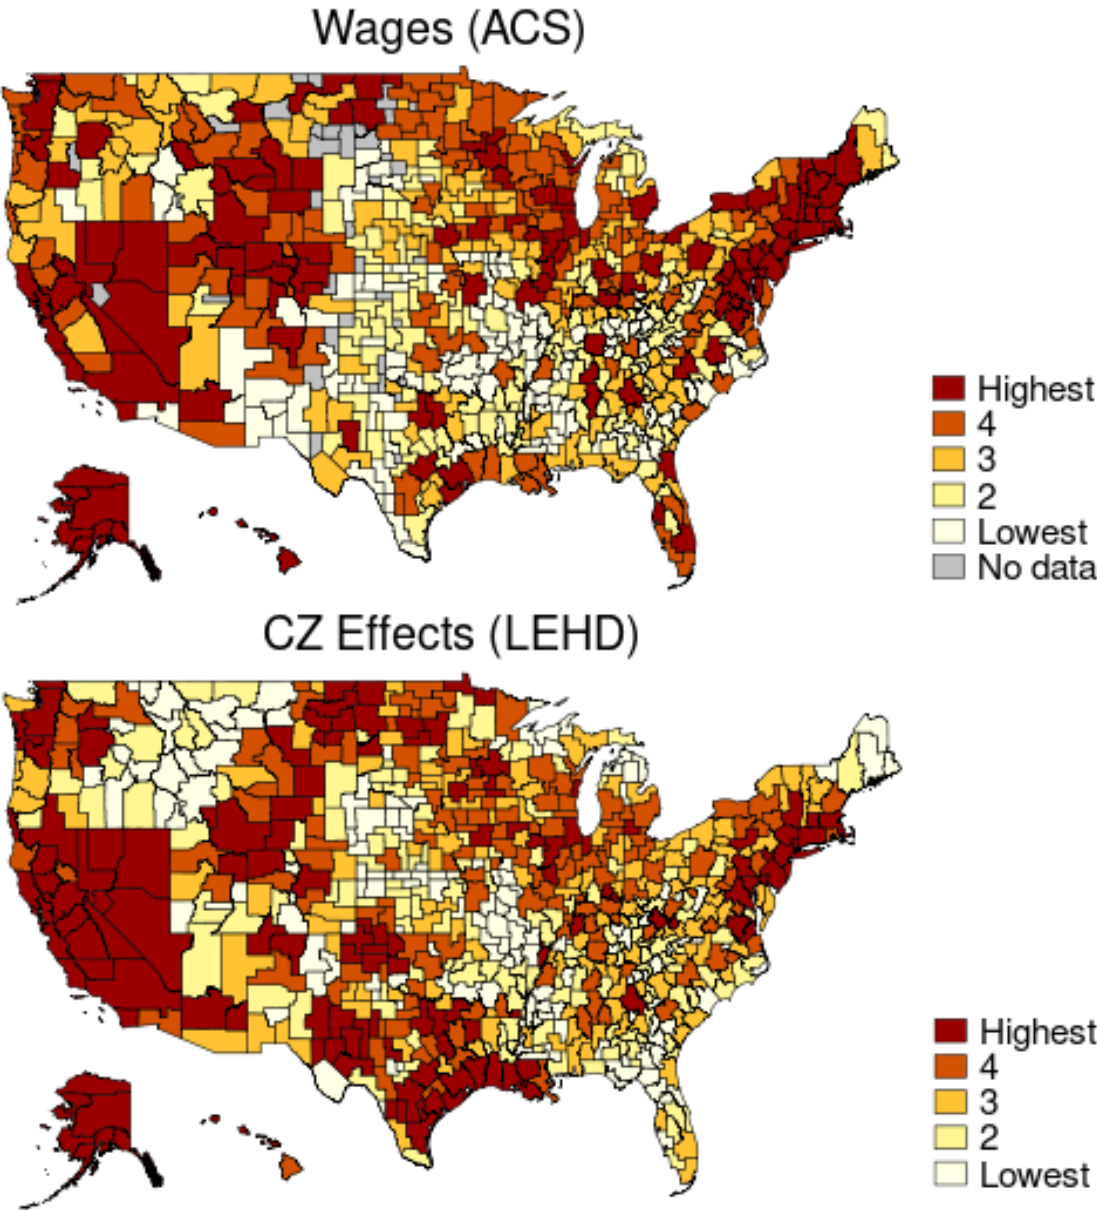 Wages (ACS)
Highest
4
3
2
Lowest
No data
CZ Effects (LEHD)
Highest
4
3
2
Lowest